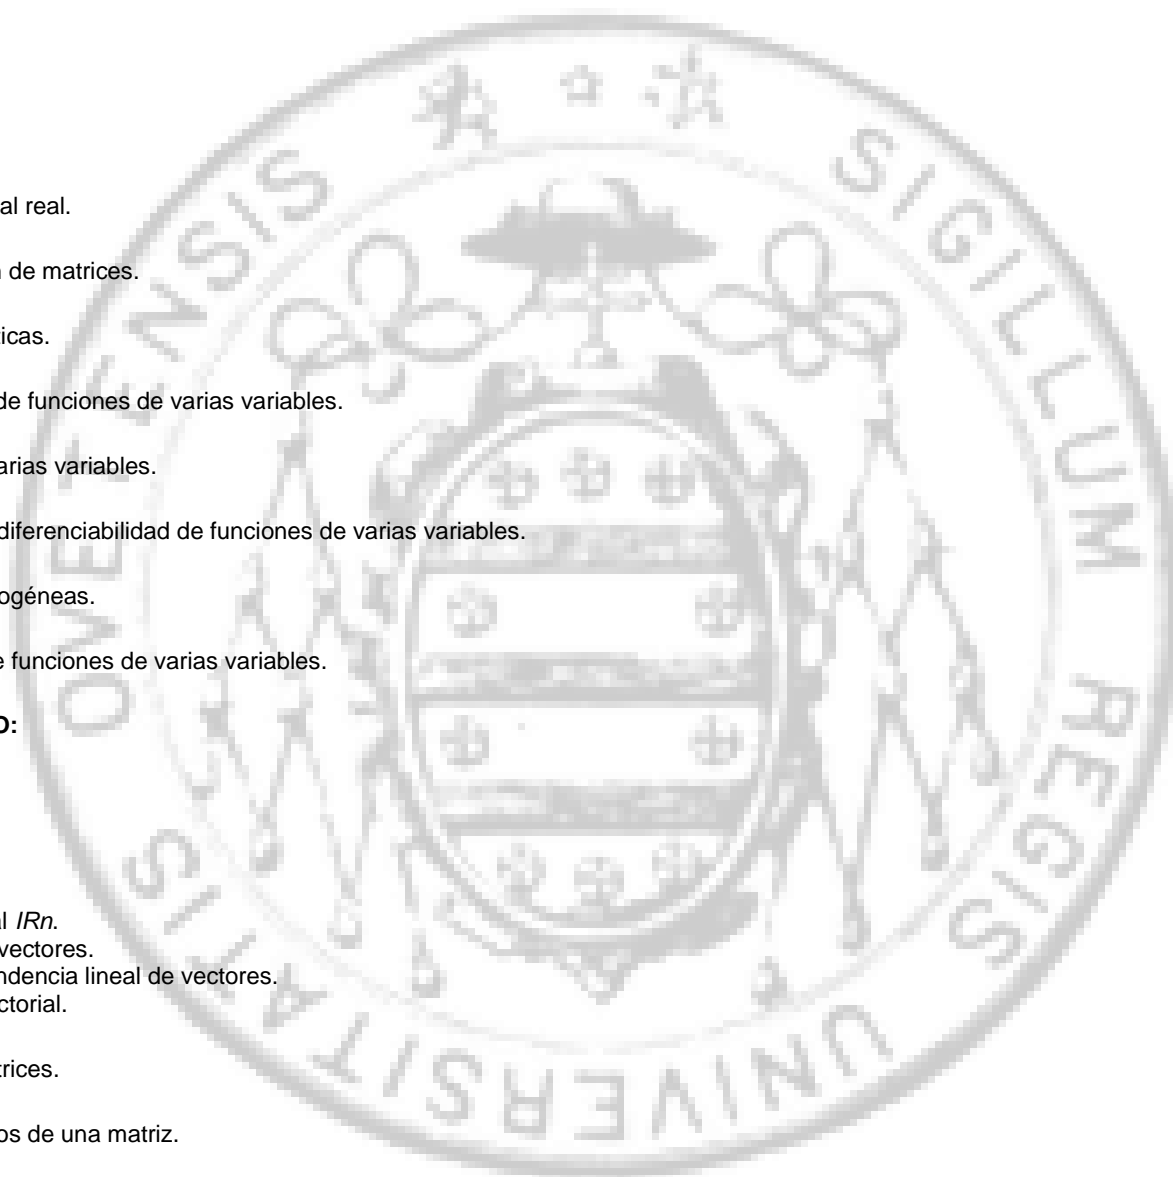 al real.
n de matrices.
ticas.
de funciones de varias variables.
arias variables.
diferenciabilidad de funciones de varias variables.
ogéneas.
e funciones de varias variables.
O:
al IRn.
vectores.
ndencia lineal de vectores.
ctorial.
trices.
os de una matriz.
SIGILLUM REGIS UNIVERSITATIS OVETENSIS